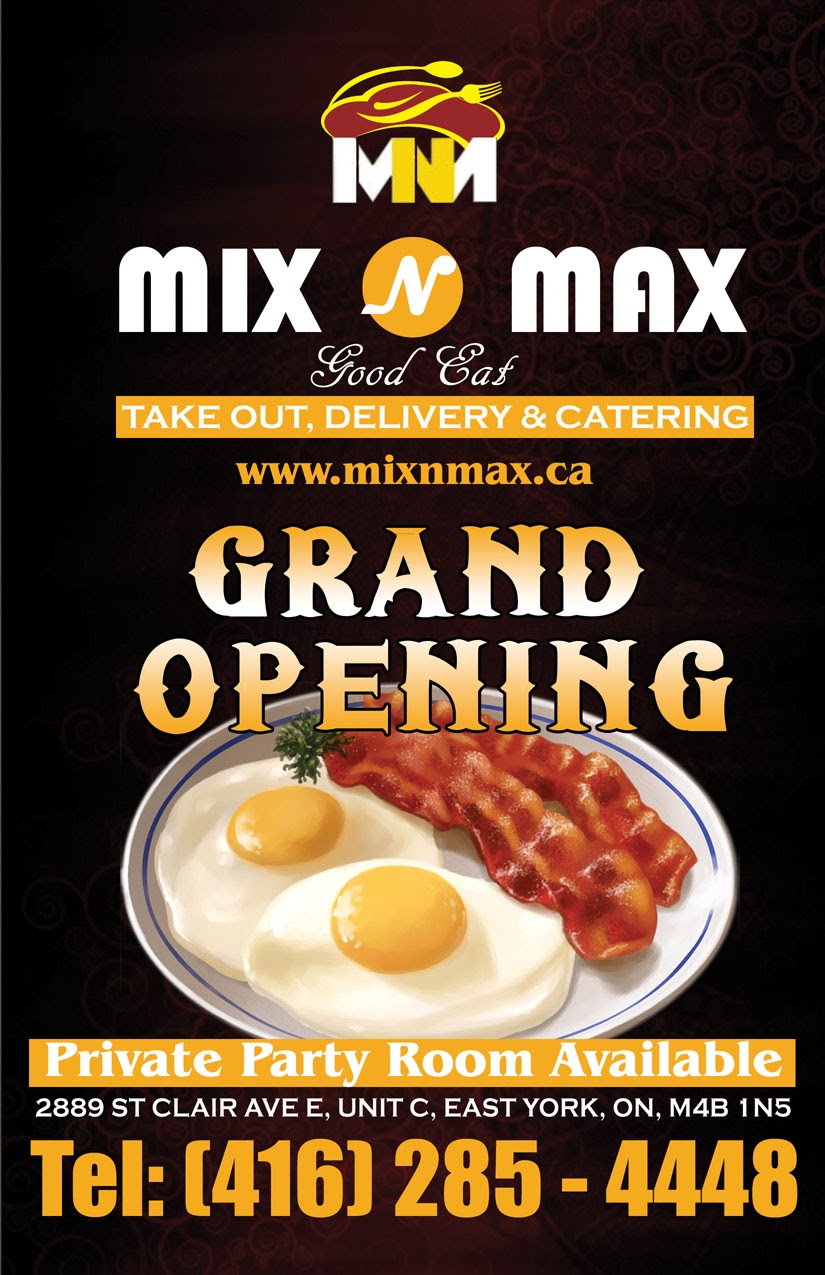 MNM
MIX N MAX
Good Eat
TAKE OUT, DELIVERY & CATERING
www.mixnmax.ca
GRAND
OPENING
Private Party Room Available
2889 ST CLAIR AVE E, UNIT C, EAST YORK, ON, M4B 1N5
Tel: (416) 285 - 4448